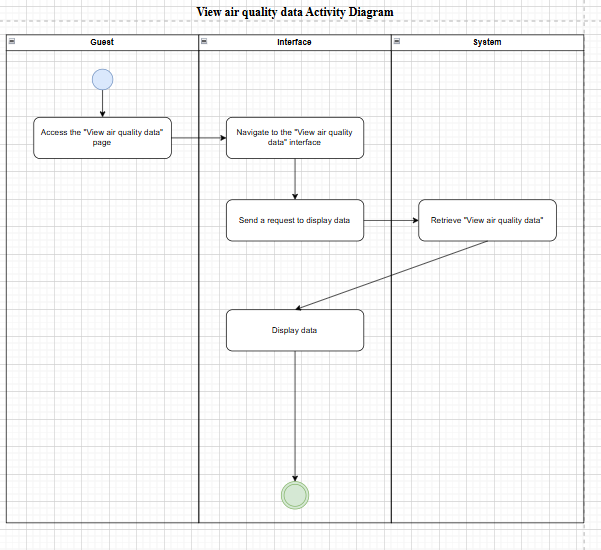 View air quality data Activity Diagram
Guest
Interface
System
Access the "View air quality data"
page
Navigate to the "View air quality
data" interface
Send a request to display data
Retrieve "View air quality data"
Display data